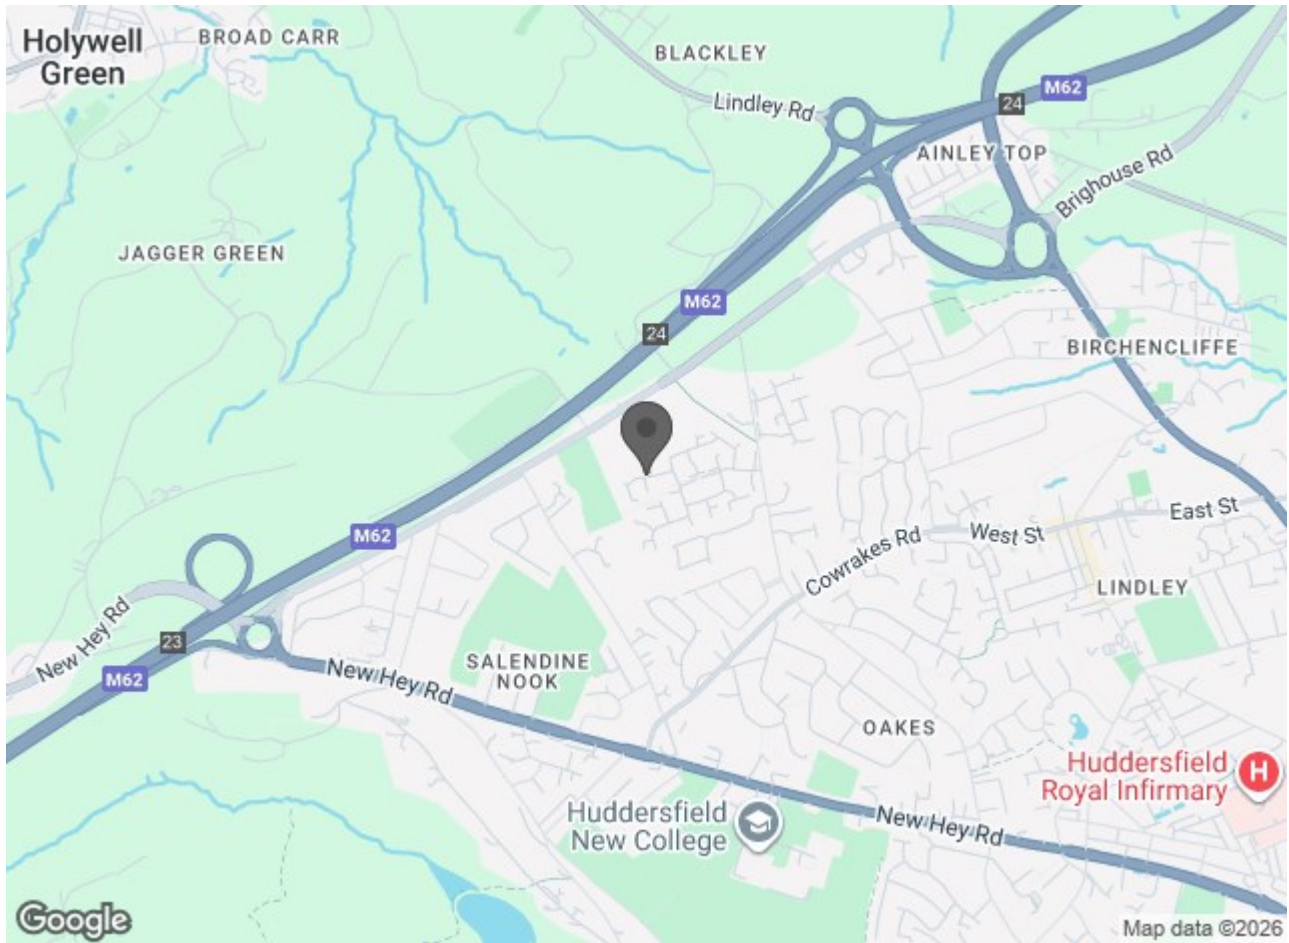 Holywell
Green
BROAD CARR
BLACKLEY
Lindley Rd
M62
24
AINLEY TOP
Brighouse Rd
JAGGER GREEN
M62
24
BIRCHENCLIFFE
M62
East St
West St
Cowrakes Rd
LINDLEY
New Hey Rd
23
M62
SALENDINE
NOOK
New Hey Rd
OAKES
Huddersfield
Royal Infirmary
H
Huddersfield
New College
New Hey Rd
Google
Map data ©2026